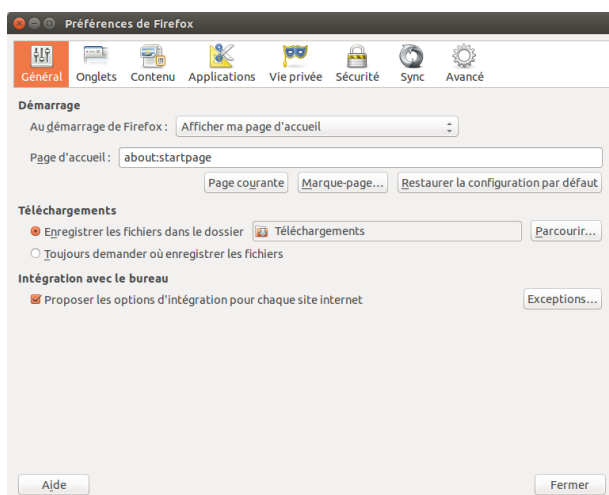 Préférences de Firefox
Général Onglets Contenu Applications Vie privée Sécurité Sync Avancé
Démarrage
Au démarrage de Firefox : Afficher ma page d'accueil
Page d'accueil : about:startpage
Page courante Marque-page... Restaurer la configuration par défaut
Téléchargements
Enregistrer les fichiers dans le dossier Téléchargements Parcourir...
Toujours demander où enregistrer les fichiers
Intégration avec le bureau
Proposer les options d'intégration pour chaque site internet Exceptions...
Aide Fermer